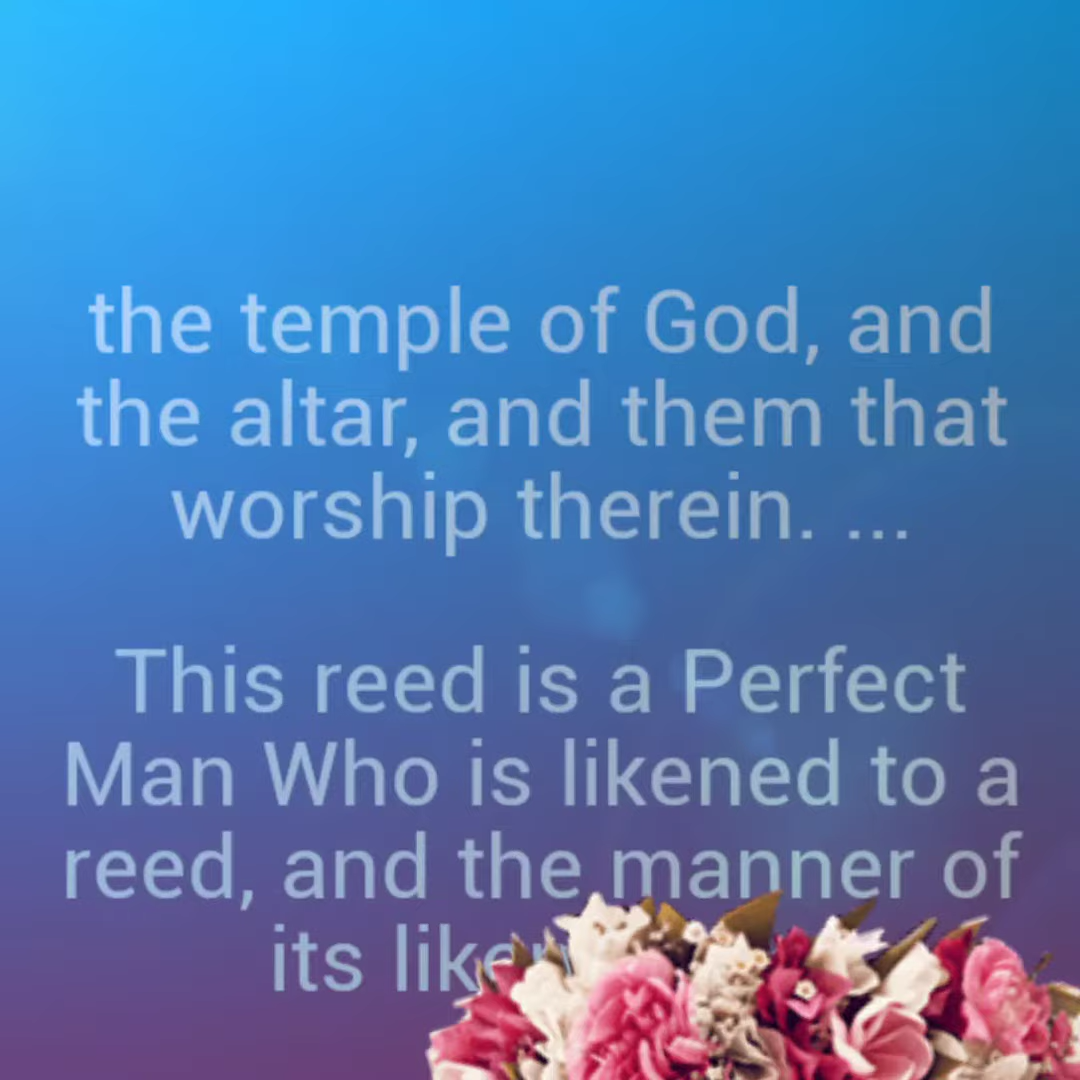 the temple of God, and
the altar, and them that
worship therein. ...
This reed is a Perfect
Man Who is likened to a
reed, and the manner of
its